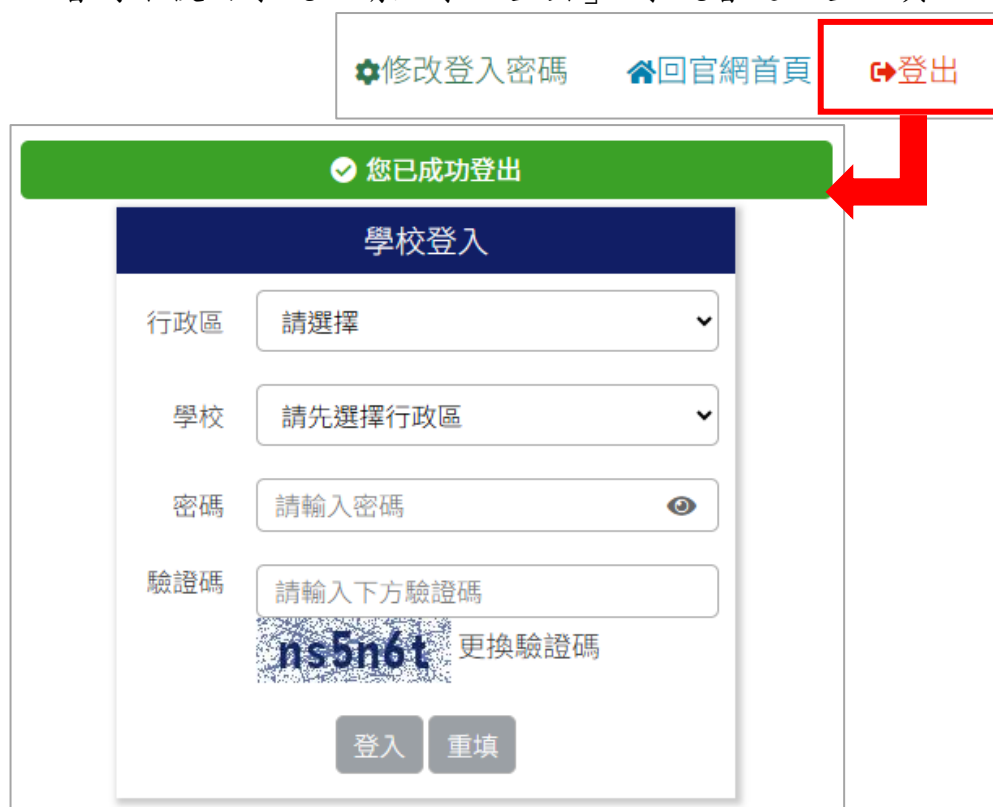 修改登入密碼 回官網首頁 登出
您已成功登出
學校登入
行政區 請選擇
學校 請先選擇行政區
密碼 請輸入密碼
驗證碼 請輸入下方驗證碼
ns5n6t 更換驗證碼
登入 重填